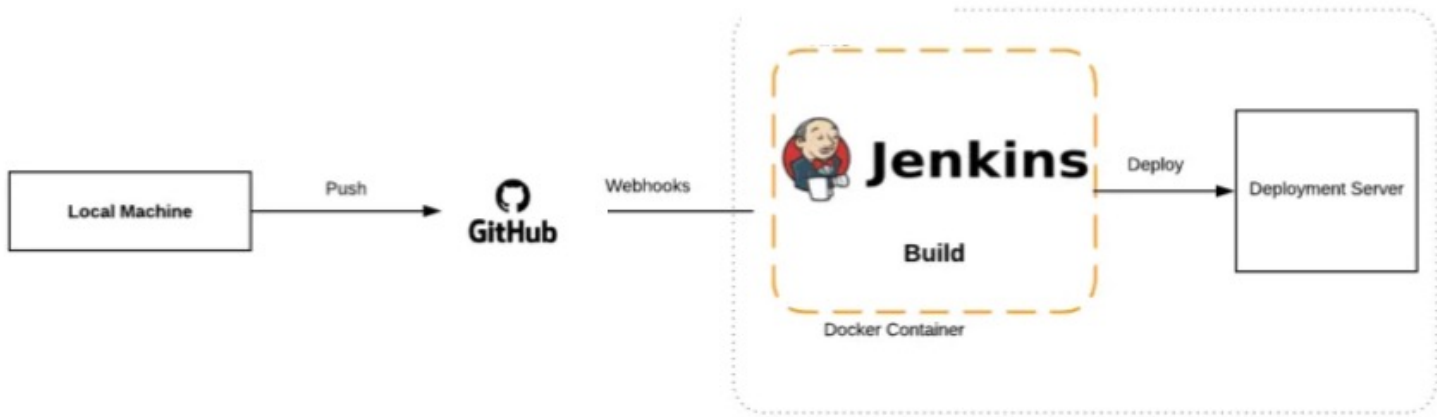 Local Machine
Push
GitHub
Webhooks
Jenkins
Build
Docker Container
Deploy
Deployment Server